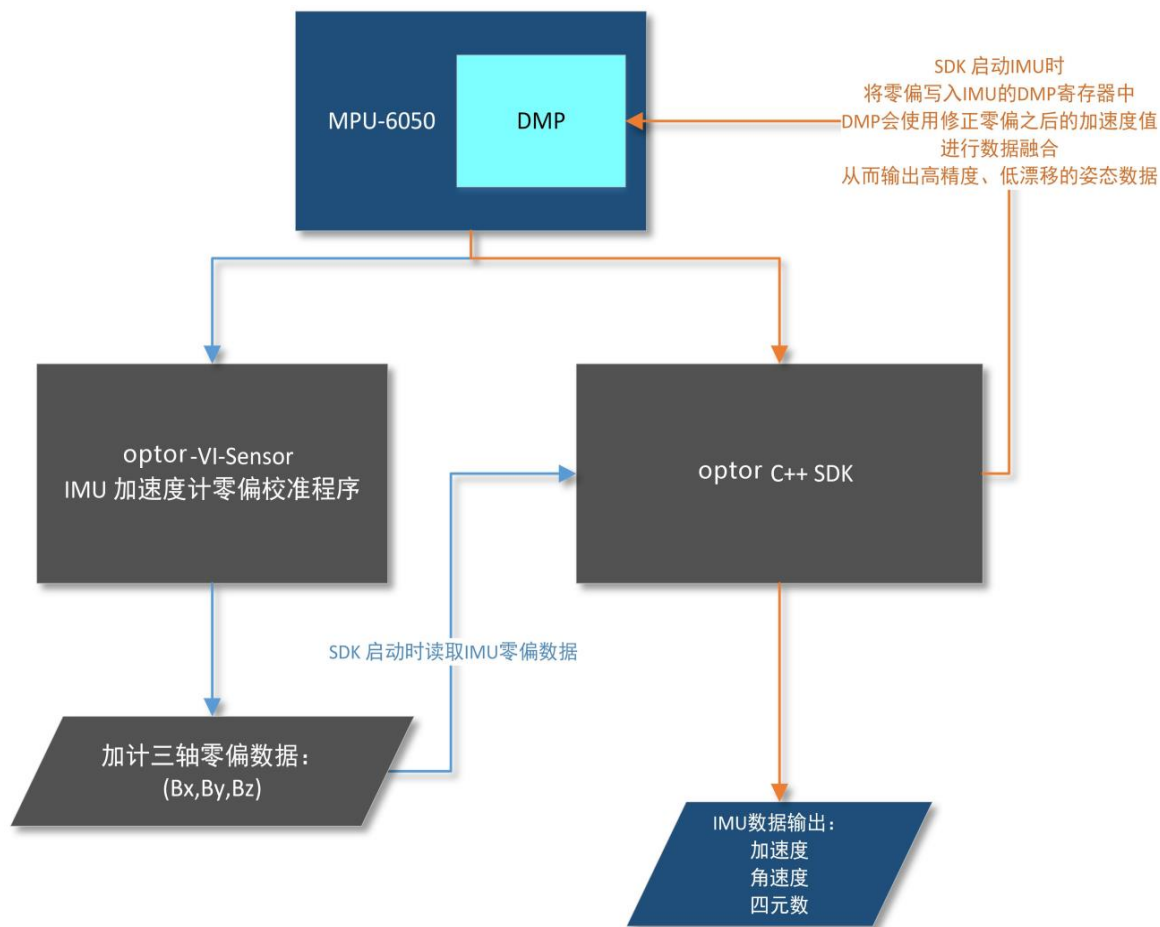 MPU-6050
DMP
SDK 启动IMU时
将零偏写入IMU的DMP寄存器中
DMP会使用修正零偏之后的加速度值
进行数据融合
从而输出高精度、低漂移的姿态数据
optor-VI-Sensor
IMU 加速度计零偏校准程序
optor C++ SDK
SDK 启动时读取IMU零偏数据
加计三轴零偏数据：
(Bx,By,Bz)
IMU数据输出：
加速度
角速度
四元数